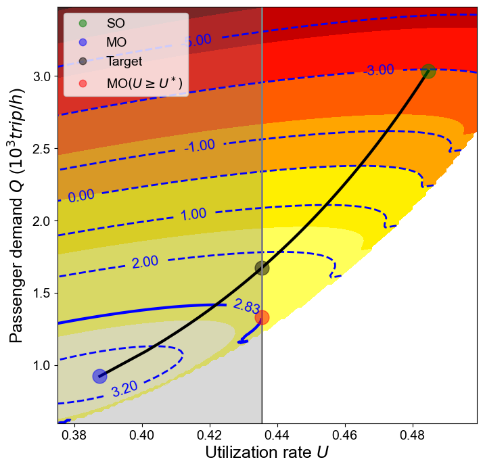 SO
MO
Target
MO(U ≥ U*)
-5.00
-3.00
-1.00
0.00
1.00
2.00
2.83
3.20
3.0
2.5
2.0
1.5
1.0
Passenger demand Q (10³trip/h)
0.38 0.40 0.42 0.44 0.46 0.48
Utilization rate U